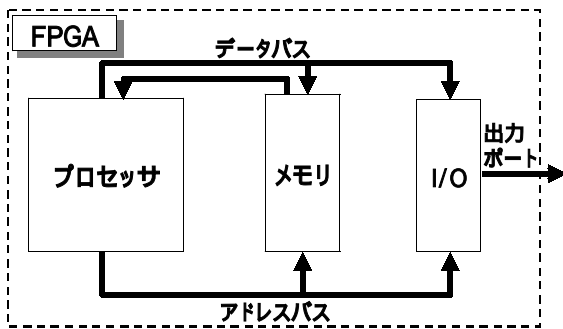 FPGA
データバス
プロセッサ
メモリ
I/O
出力
ポート
アドレスバス